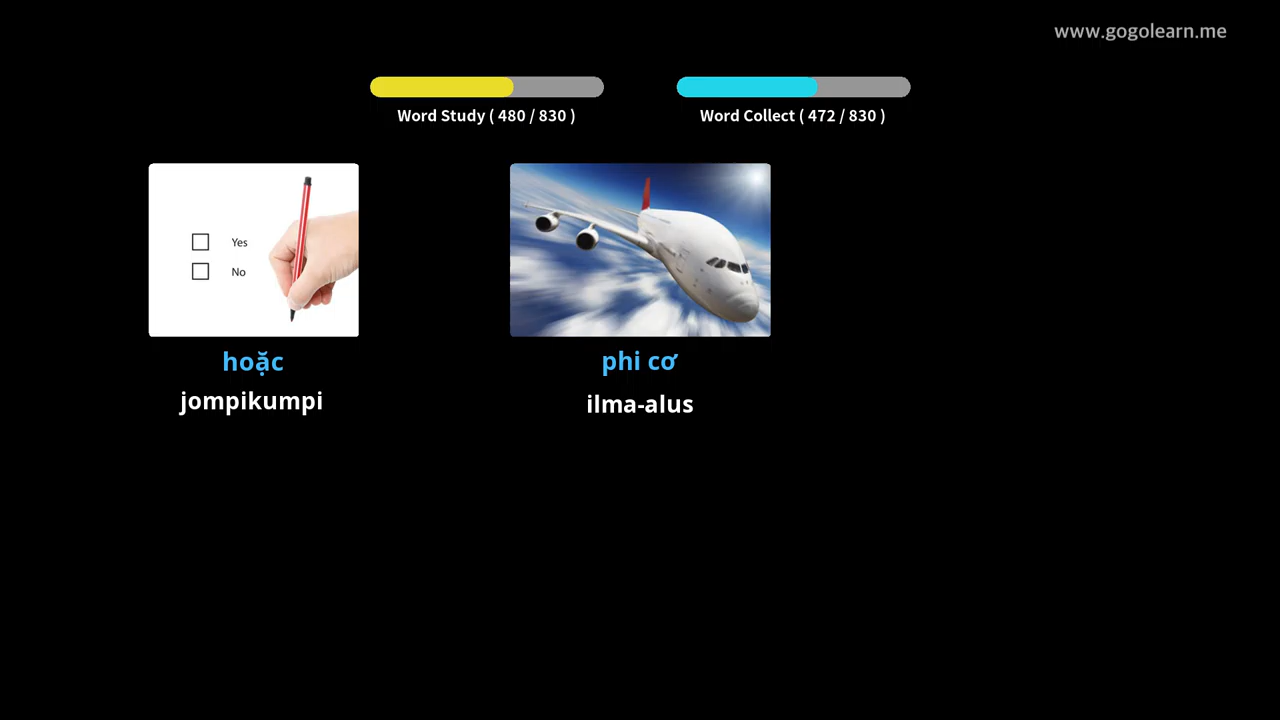 www.gogolearn.me
Word Study ( 480 / 830 )
Word Collect ( 472 / 830 )
Yes
No
hoặc
jompikumpi
phi cơ
ilma-alus